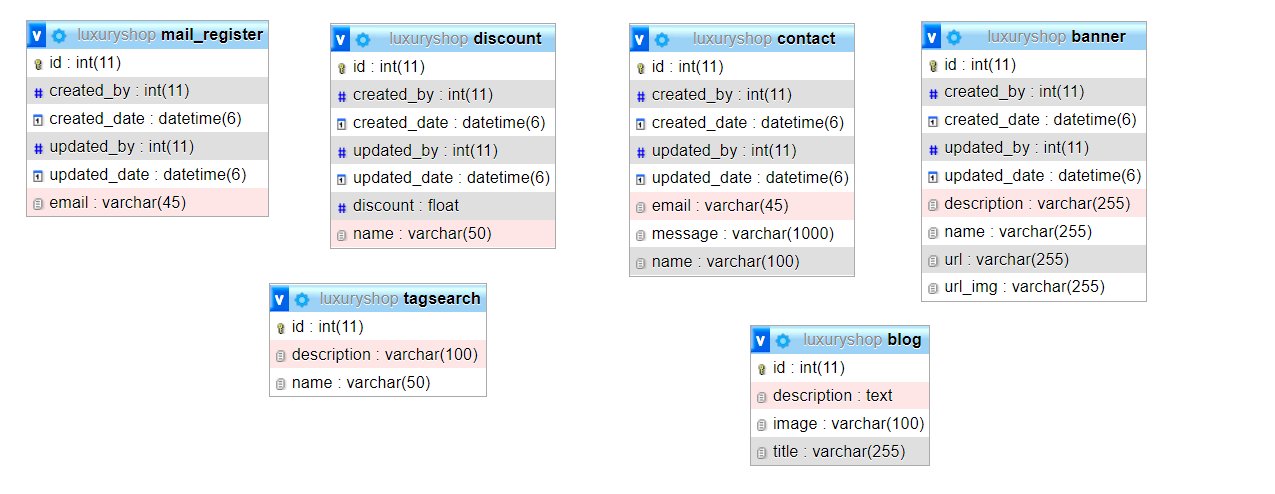 luxuryshop mail_register
id : int(11)
created_by : int(11)
created_date : datetime(6)
updated_by : int(11)
updated_date : datetime(6)
email : varchar(45)
luxuryshop discount
id : int(11)
created_by : int(11)
created_date : datetime(6)
updated_by : int(11)
updated_date : datetime(6)
discount : float
name : varchar(50)
luxuryshop contact
id : int(11)
created_by : int(11)
created_date : datetime(6)
updated_by : int(11)
updated_date : datetime(6)
email : varchar(45)
message : varchar(1000)
name : varchar(100)
luxuryshop banner
id : int(11)
created_by : int(11)
created_date : datetime(6)
updated_by : int(11)
updated_date : datetime(6)
description : varchar(255)
name : varchar(255)
url : varchar(255)
url_img : varchar(255)
luxuryshop tagsearch
id : int(11)
description : varchar(100)
name : varchar(50)
luxuryshop blog
id : int(11)
description : text
image : varchar(100)
title : varchar(255)